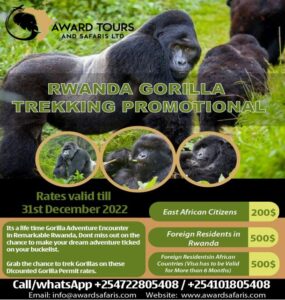 AWARD TOURS
AND SAFARIS LTD
RWANDA GORILLA
TREKKING PROMOTIONAL
Rates valid till
31st December 2022
Its a life time Gorilla Adventure Encounter
in Remarkable Rwanda, Dont miss out on the
chance to make your dream adventure ticked
on your bucketlist.
Grab the chance to trek Gorillas on these
Dicounted Gorilla Permit rates.
East African Citizens
200$
Foreign Residents in
Rwanda
500$
Foreign Residentsin African
Countries (Visa has to be Valid
for More than 6 Months)
500$
Call/whatsApp +254722805408 / +254101805408
Email: info@awardsafaris.com Website: www.awardsafaris.com